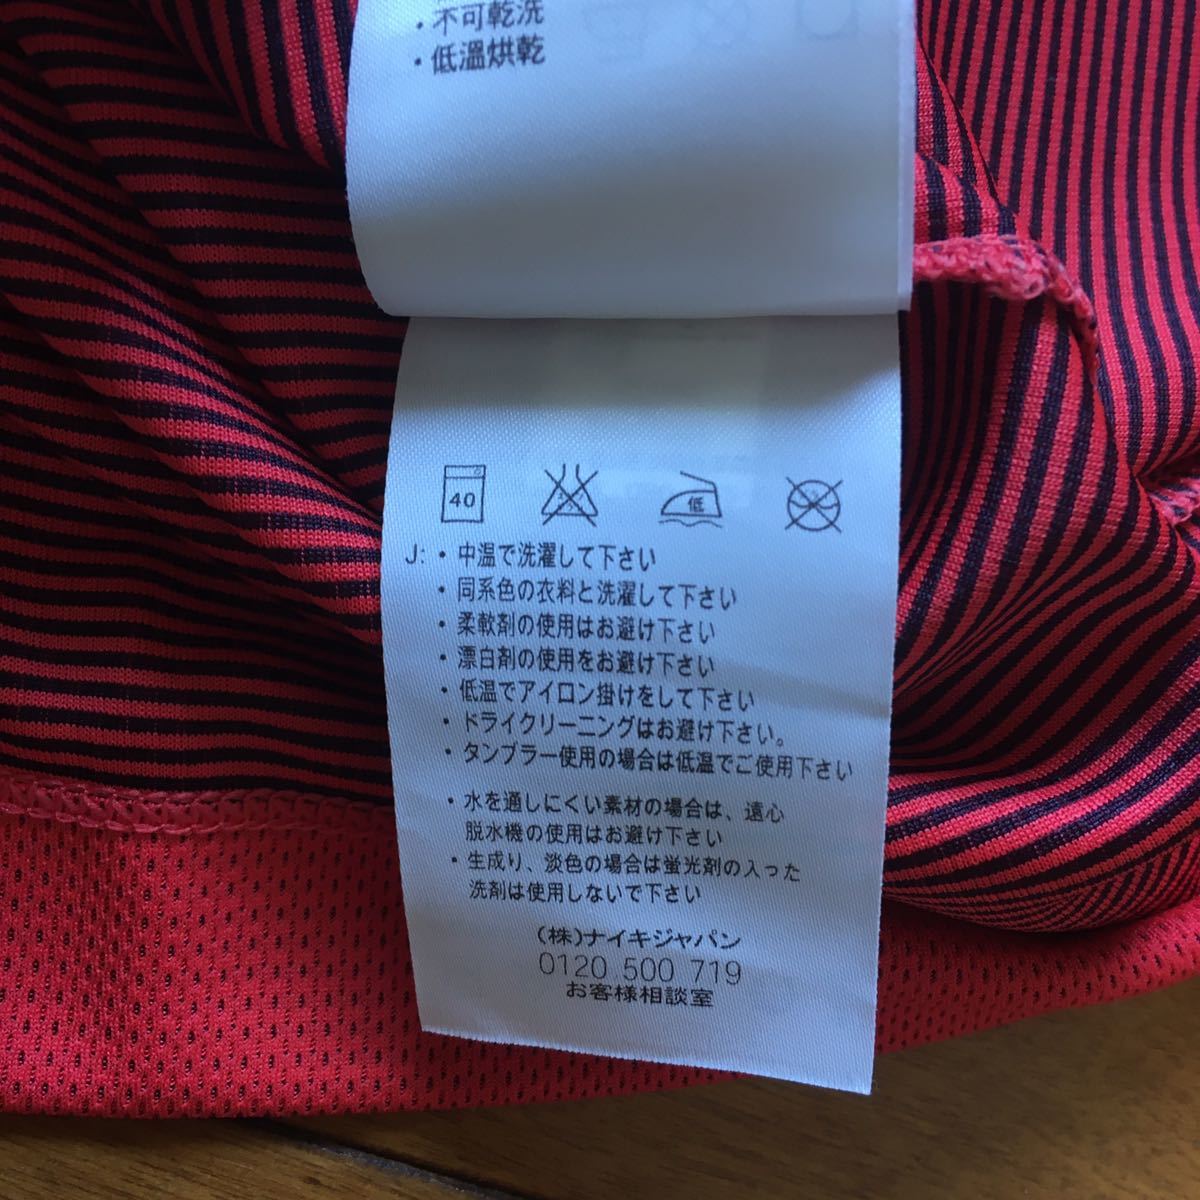 ・不可乾洗
・低溫烘乾
40
低
J:・中温で洗濯して下さい
・同系色の衣料と洗濯して下さい
・柔軟剤の使用はお避け下さい
・漂白剤の使用をお避け下さい
・低温でアイロン掛けをして下さい
・ドライクリーニングはお避け下さい。
・タンブラー使用の場合は低温でご使用下さい
・水を通しにくい素材の場合は、遠心
脱水機の使用はお避け下さい
・生成り、淡色の場合は蛍光剤の入った
洗剤は使用しないで下さい
(株)ナイキジャパン
0120 500 719
お客様相談室